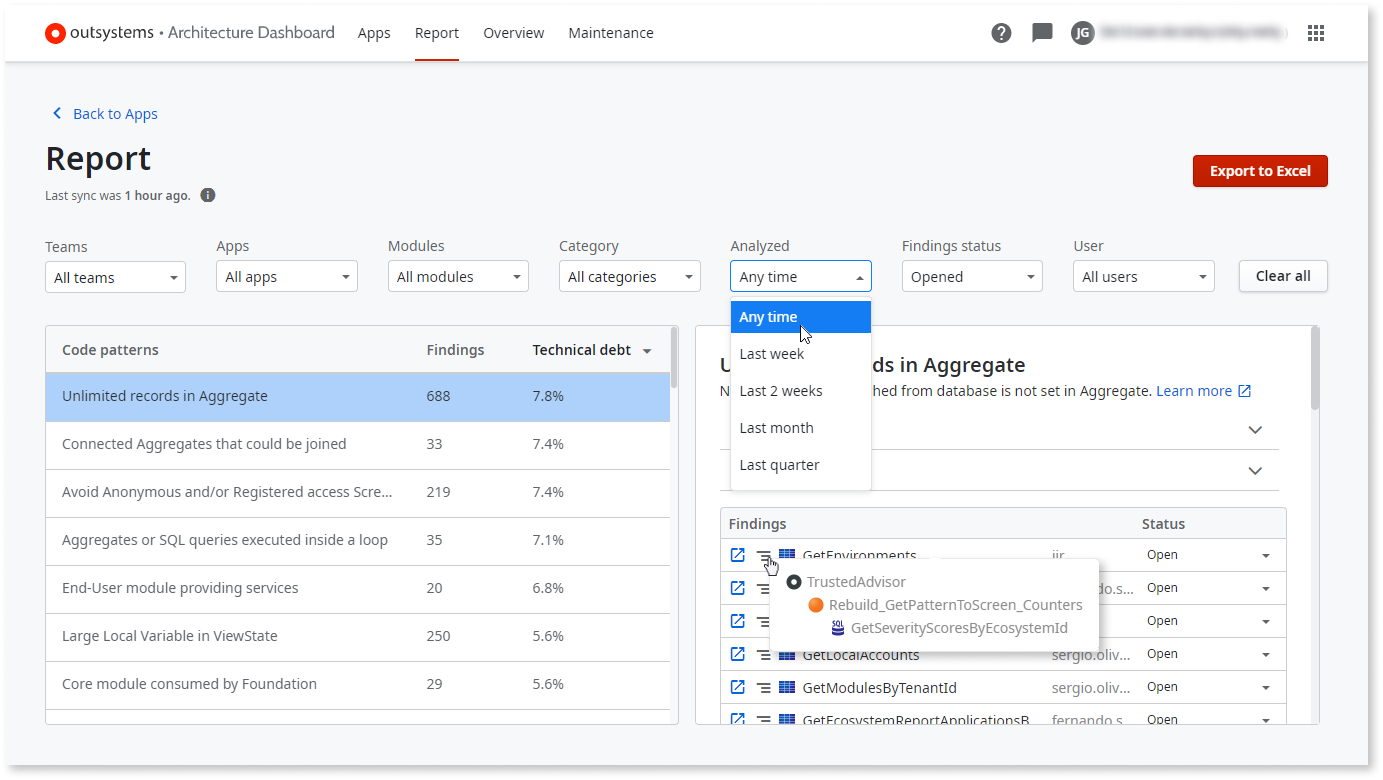 outsystems • Architecture Dashboard Apps Report Overview Maintenance
JG
Back to Apps
Report
Last sync was 1 hour ago.
Export to Excel
Teams Apps Modules Category Analyzed Findings status User
All teams All apps All modules All categories Any time Opened All users Clear all
Any time
Last week
Last 2 weeks
Last month
Last quarter
Code patterns Findings Technical debt
Unlimited records in Aggregate 688 7.8%
Connected Aggregates that could be joined 33 7.4%
Avoid Anonymous and/or Registered access Scre... 219 7.4%
Aggregates or SQL queries executed inside a loop 35 7.1%
End-User module providing services 20 6.8%
Large Local Variable in ViewState 250 5.6%
Core module consumed by Foundation 29 5.6%
ds in Aggregate
hed from database is not set in Aggregate. Learn more
Findings Status
GetEnvironments Open
TrustedAdvisor
Rebuild_GetPatternToScreen_Counters
SQL GetSeverityScoresByEcosystemId
do.s... Open
Open
GetLocalAccounts sergio.oliv... Open
GetModulesByTenantId sergio.oliv... Open
GetEcosystemReportApplicationsB fernando.s Open